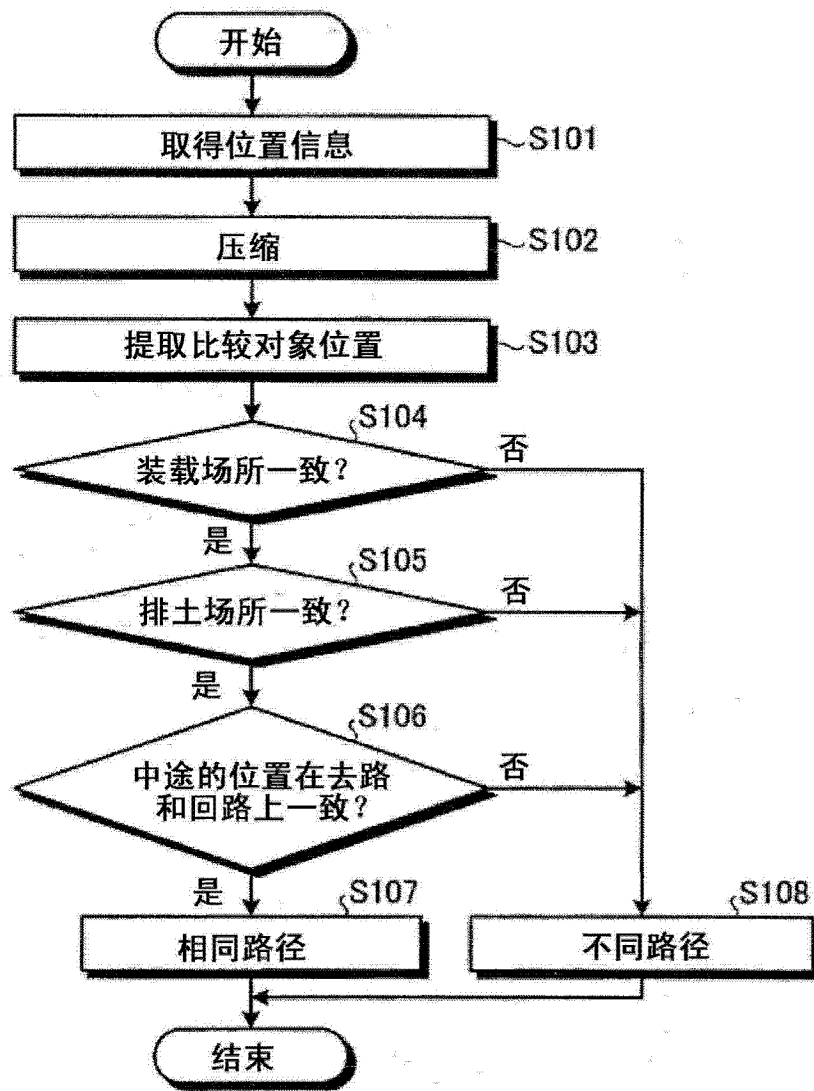 开始
取得位置信息
S101
压缩
S102
提取比较对象位置
S103
S104
装载场所一致?
否
是
S105
排土场所一致?
否
是
S106
中途的位置在去路
和回路上一致?
否
是
S107
相同路径
S108
不同路径
结束